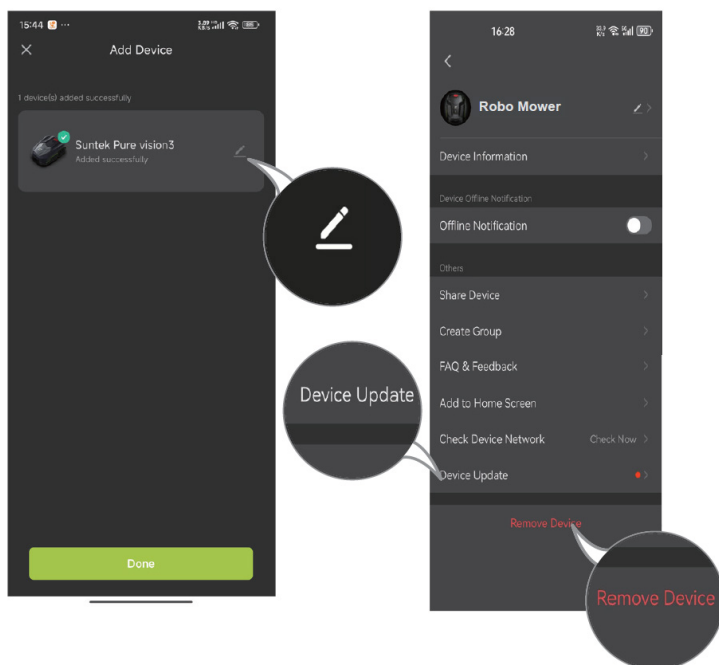 15:44
Add Device
1 device(s) added successfully
Suntek Pure vision3
Added successfully
Done
16:28
Robo Mower
Device Information
Device Offline Notification
Offline Notification
Others
Share Device
Create Group
FAQ & Feedback
Add to Home Screen
Check Device Network Check Now
Device Update
Device Update
Remove Device
Remove Device